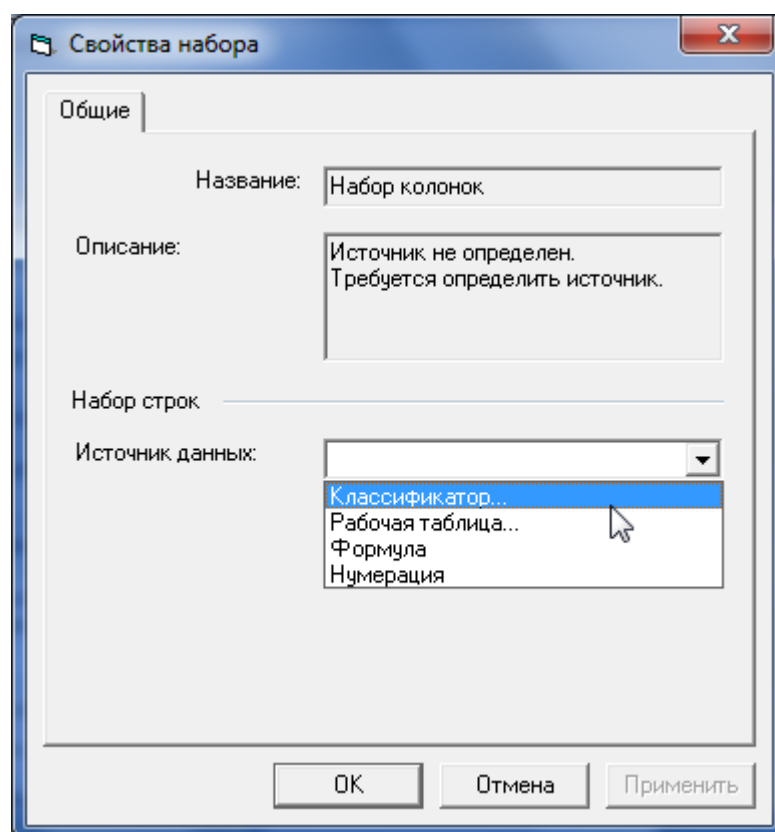 Свойства набора
Общие
Название: Набор колонок
Описание: Источник не определен.
Требуется определить источник.
Набор строк
Источник данных:
Классификатор...
Рабочая таблица...
Формула
Нумерация
OK Отмена Применить